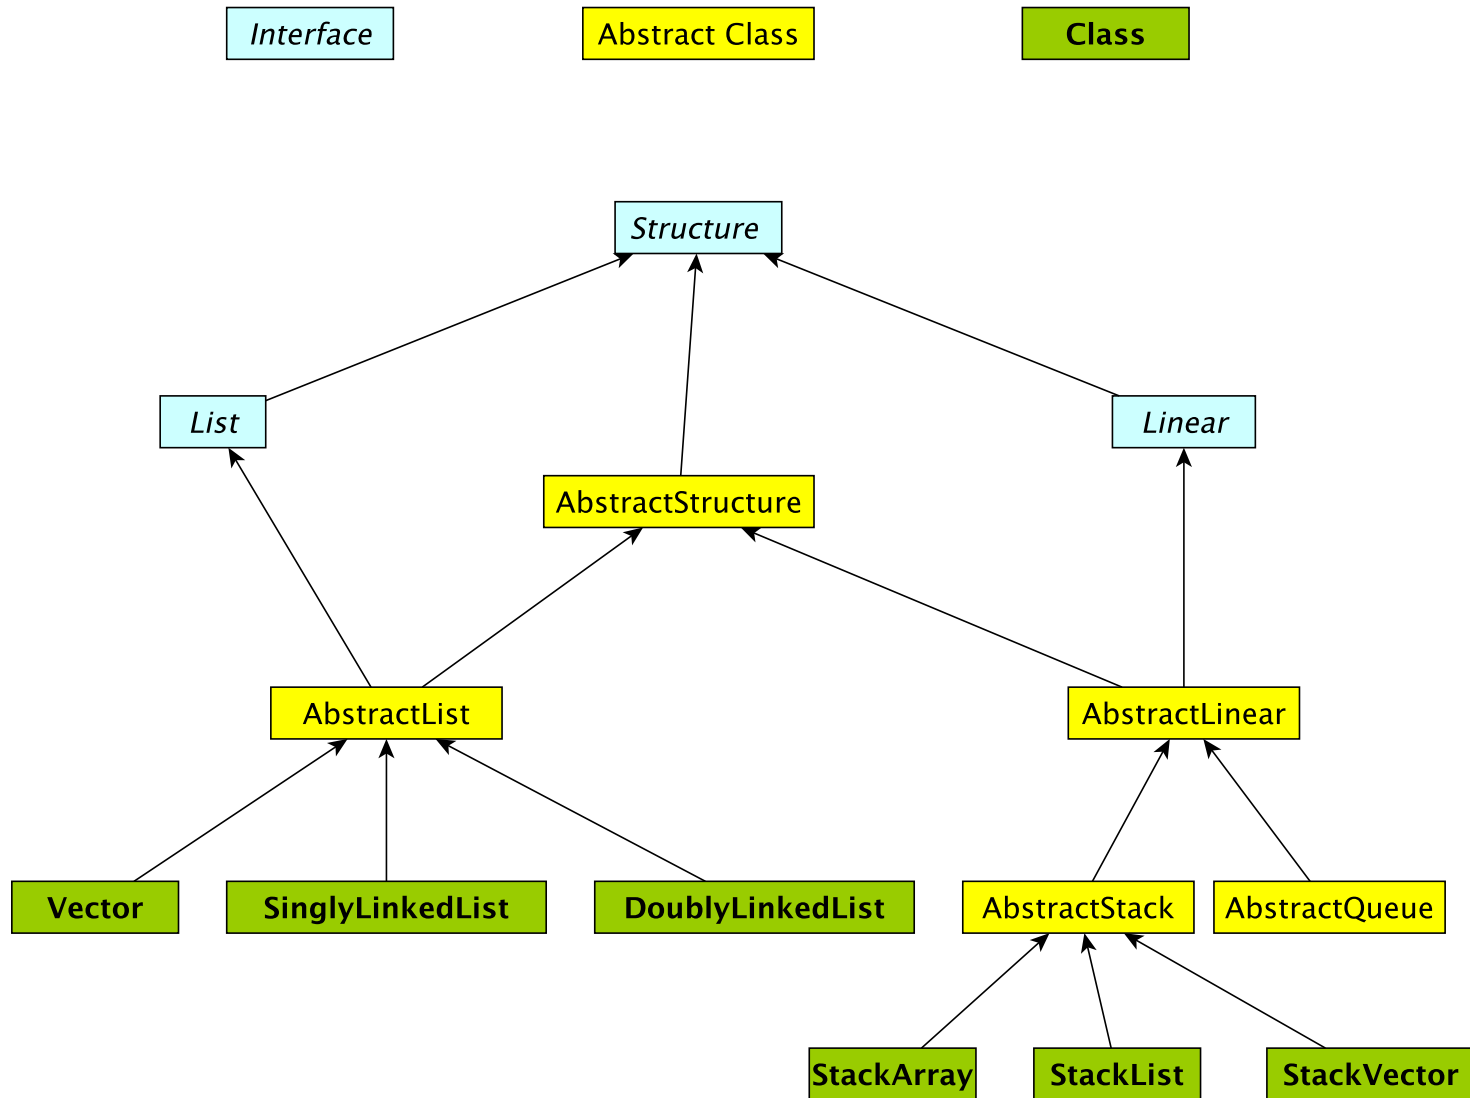 Interface
Abstract Class
Class
Structure
List
Linear
AbstractStructure
AbstractList
AbstractLinear
Vector
SinglyLinkedList
DoublyLinkedList
AbstractStack
AbstractQueue
StackArray
StackList
StackVector